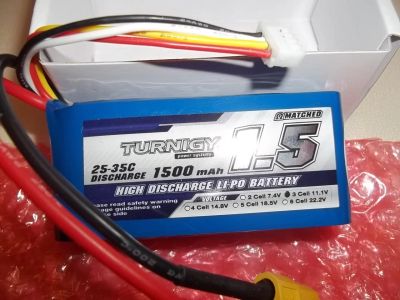 Ω MATCHED
TURNIGY 1.5
power systems
25-35C
DISCHARGE 1500 mAh
HIGH DISCHARGE LI-PO BATTERY
VOLTAGE 2 Cell 7.4V 3 Cell 11.1V
4 Cell 14.8V 5 Cell 18.5V 6 Cell 22.2V
ease read safety warning
age guidelines on
se side